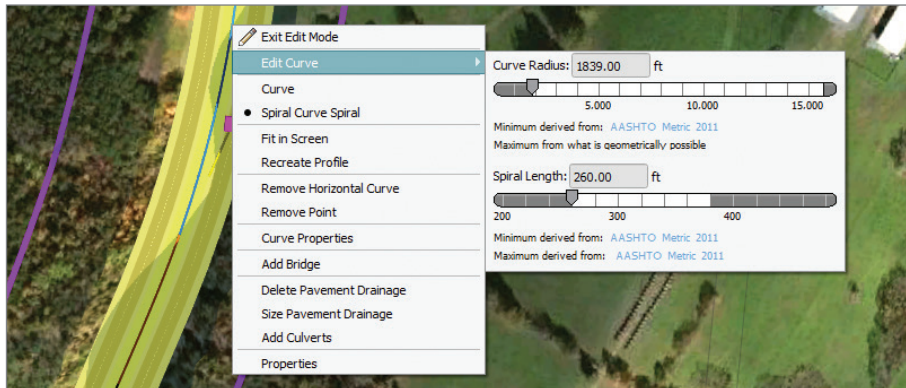 Exit Edit Mode
Edit Curve
Curve
Spiral Curve Spiral
Fit in Screen
Recreate Profile
Remove Horizontal Curve
Remove Point
Curve Properties
Add Bridge
Delete Pavement Drainage
Size Pavement Drainage
Add Culverts
Properties
Curve Radius: 1839.00 ft
5.000 10.000 15.000
Minimum derived from: AASHTO Metric 2011
Maximum from what is geometrically possible
Spiral Length: 260.00 ft
200 300 400
Minimum derived from: AASHTO Metric 2011
Maximum derived from: AASHTO Metric 2011